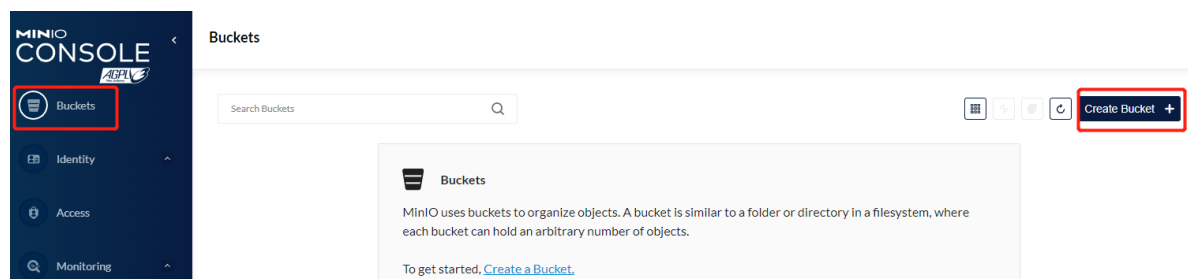 MINIO
CONSOLE
AGPLv3
Buckets
Identity
Access
Monitoring
Buckets
Search Buckets
Create Bucket +
Buckets
MinIO uses buckets to organize objects. A bucket is similar to a folder or directory in a filesystem, where
each bucket can hold an arbitrary number of objects.
To get started, Create a Bucket.